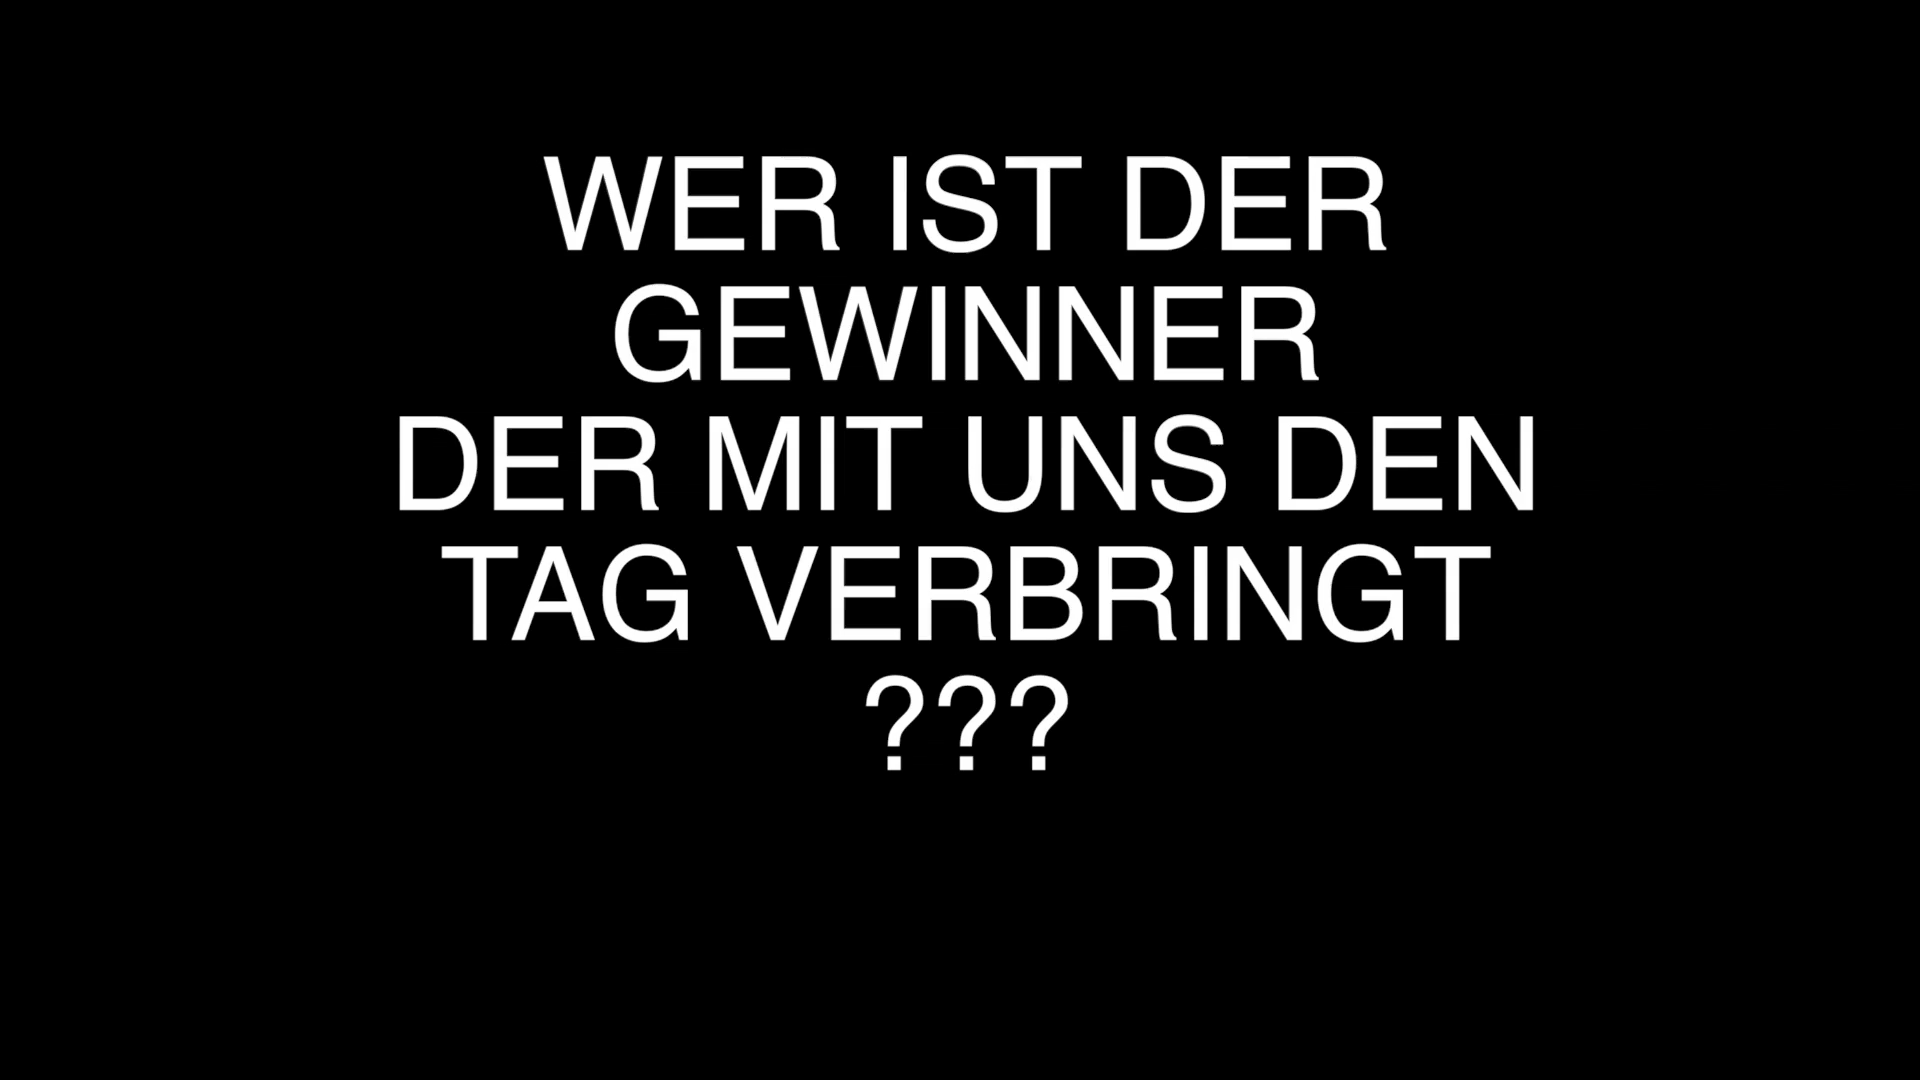 WER IST DER
GEWINNER
DER MIT UNS DEN
TAG VERBRINGT
???